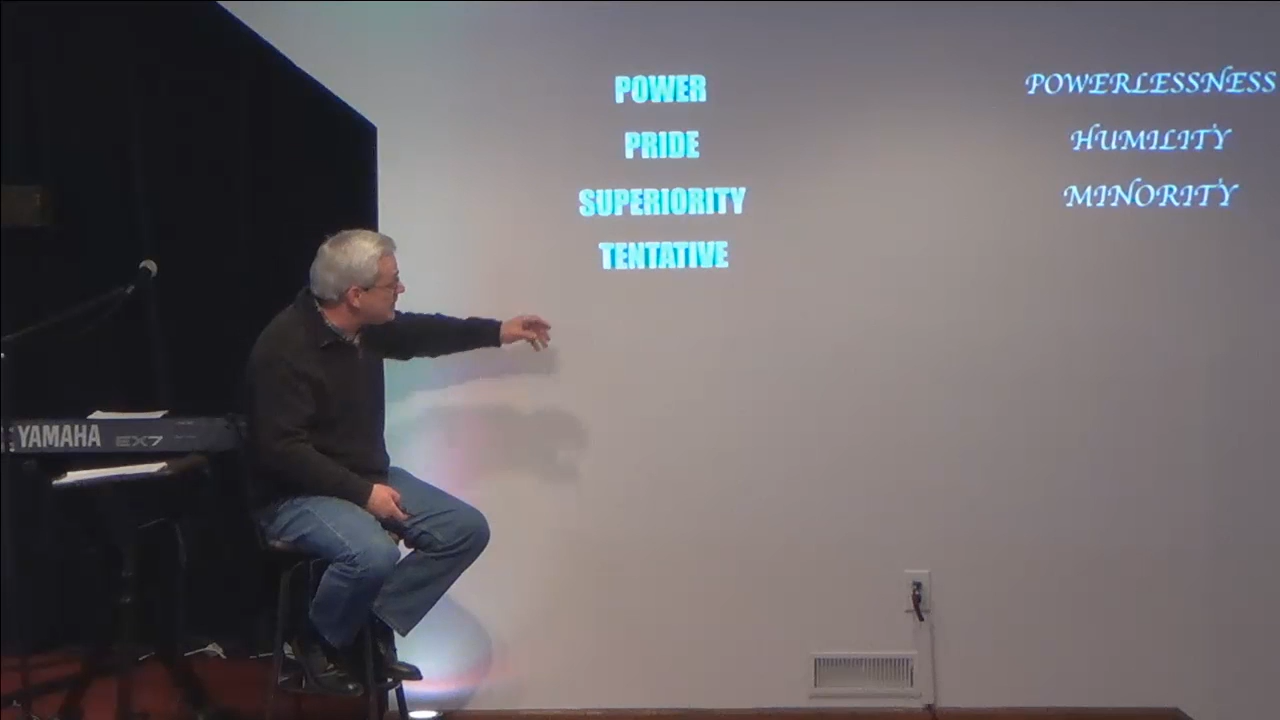 POWER
PRIDE
SUPERIORITY
TENTATIVE
POWERLESSNESS
HUMILITY
MINORITY
YAMAHA EX7